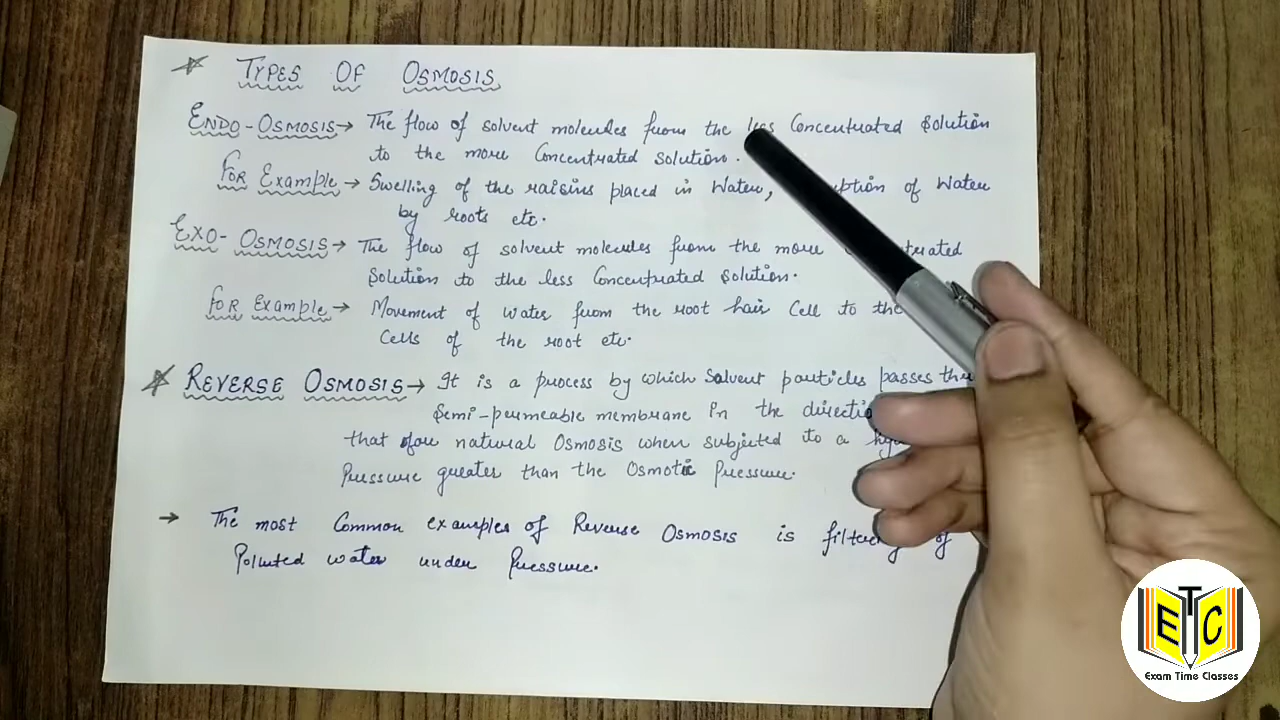 TYPES OF OSMOSIS
ENDO-OSMOSIS → The flow of solvent molecules from the less Concentrated Solution
to the more Concentrated solution.
FOR Example → Swelling of the raisins placed in Water, of Water
by roots etc.
EXO-OSMOSIS → The flow of solvent molecules from the more
Solution to the less Concentrated Solution.
FOR Example → Movement of water from the root hair Cell to the
Cells of the root etc.
REVERSE OSMOSIS → It is a process by which Solvent particles passes
Semi-permeable membrane In the
that natural Osmosis when subjected to a
Pressure greater than the Osmotic Pressure.
→ The most Common examples of Reverse Osmosis is of
Polluted water under Pressure.
ETC
Exam Time Classes